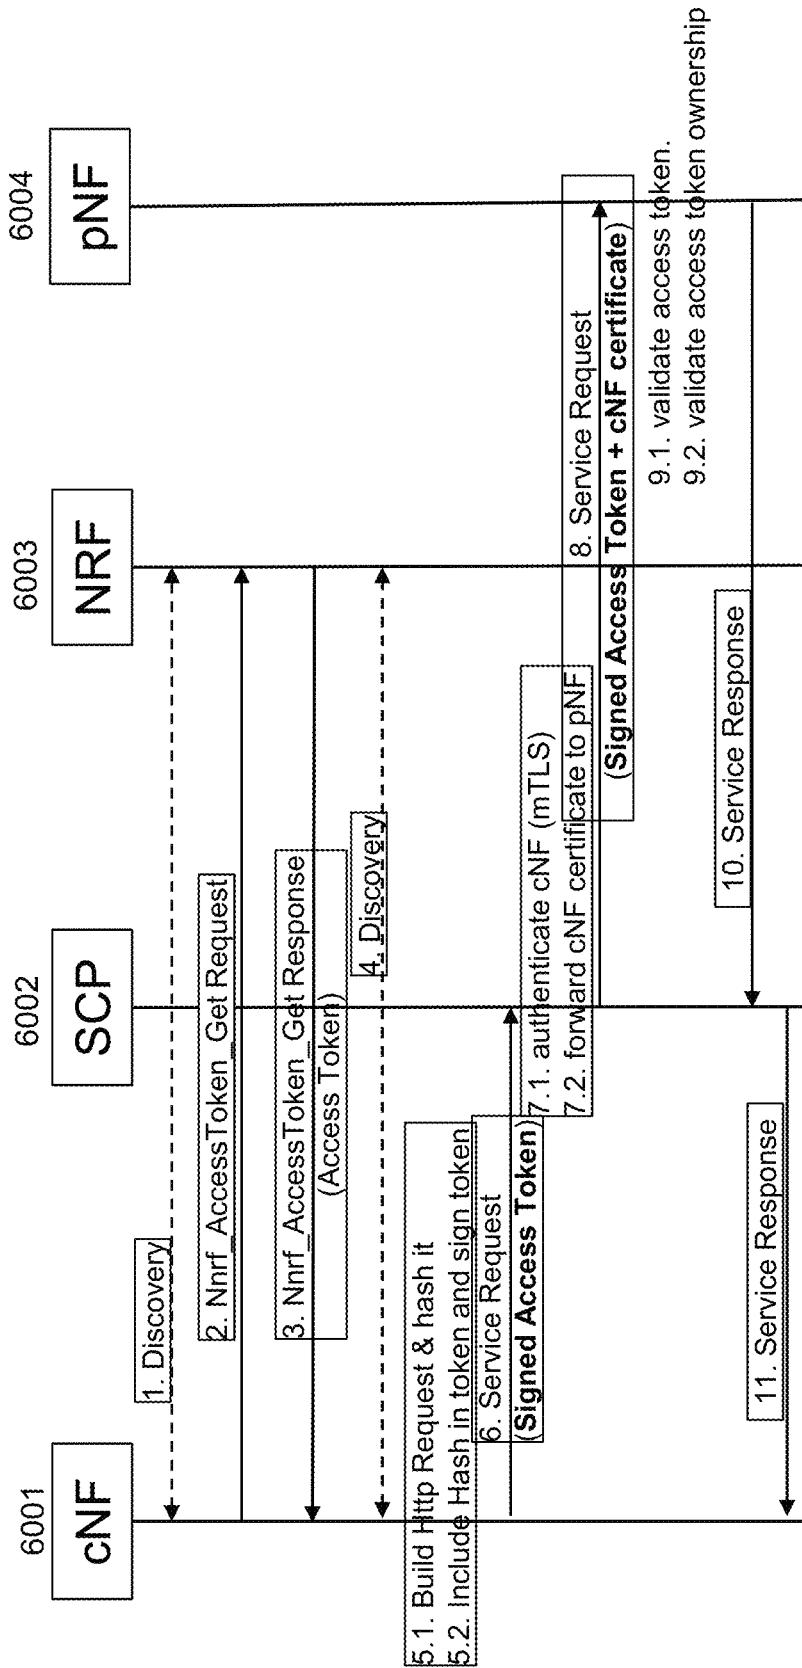 6001
cNF
6002
SCP
6003
NRF
6004
pNF
1. Discovery
2. Nnrf_AccessToken_Get Request
3. Nnrf_AccessToken_Get Response
(Access Token)
4. Discovery
5.1. Build Http Request & hash it
5.2. Include Hash in token and sign token
6. Service Request
(Signed Access Token)
7.1. authenticate cNF (mTLS)
7.2. forward cNF certificate to pNF
8. Service Request
(Signed Access Token + cNF certificate)
9.1. validate access token.
9.2. validate access token ownership
10. Service Response
11. Service Response